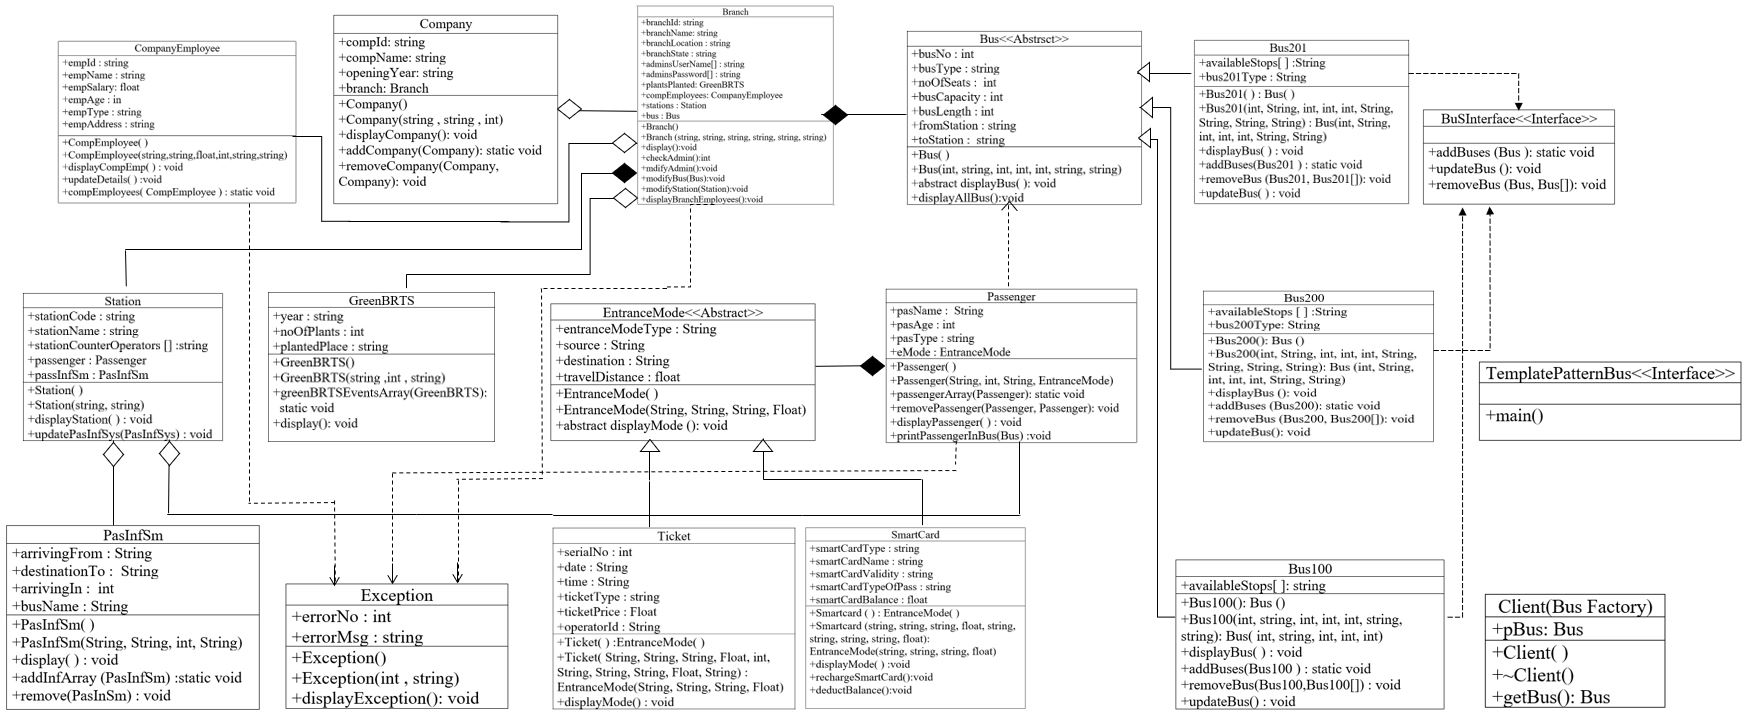 CompanyEmployee
+empId : string
+empName : string
+empSalary: float
+empAge : in
+empType : string
+empAddress : string
+CompEmployee( )
+CompEmployee(string,string,float,int,string,string)
+displayCompEmp( ) : void
+updateDetails( ) :void
+compEmployees( CompEmployee ) : static void
Company
+compId: string
+compName: string
+openingYear: string
+branch: Branch
+Company()
+Company(string , string , int)
+displayCompany(): void
+addCompany(Company): static void
+removeCompany(Company,
Company): void
Branch
+branchId: string
+branchName: string
+branchLocation : string
+branchState : string
+adminsUserName[] : string
+adminsPassword[] : string
+plantsPlanted: GreenBRTS
+compEmployees: CompanyEmployee
+stations : Station
+bus : Bus
+Branch()
+Branch (string, string, string, string, string, string)
+display():void
+checkAdmin():int
+mdifyAdmin():void
+modifyBus(Bus):void
+modifyStation(Station):void
+displayBranchEmployees():void
Bus<<Abstrsct>>
+busNo : int
+busType : string
+noOfSeats : int
+busCapacity : int
+busLength : int
+fromStation : string
+toStation : string
+Bus( )
+Bus(int, string, int, int, int, string, string)
+abstract displayBus( ): void
+displayAllBus():void
Bus201
+availableStops[ ] :String
+bus201Type : String
+Bus201( ) : Bus( )
+Bus201(int, String, int, int, int, String,
String, String, String) : Bus(int, String,
int, int, int, String, String)
+displayBus( ) : void
+addBuses(Bus201 ) : static void
+removeBus (Bus201, Bus201[]): void
+updateBus( ) : void
BuSInterface<<Interface>>
+addBuses (Bus ): static void
+updateBus (): void
+removeBus (Bus, Bus[]): void
Station
+stationCode : string
+stationName : string
+stationCounterOperators [] :string
+passenger : Passenger
+passInfSm : PasInfSm
+Station( )
+Station(string, string)
+displayStation( ) : void
+updatePasInfSys(PasInfSys) : void
GreenBRTS
+year : string
+noOfPlants : int
+plantedPlace : string
+GreenBRTS()
+GreenBRTS(string ,int , string)
+greenBRTSEventsArray(GreenBRTS):
static void
+display(): void
EntranceMode<<Abstract>>
+entranceModeType : String
+source : String
+destination : String
+travelDistance : float
+EntranceMode( )
+EntranceMode(String, String, String, Float)
+abstract displayMode (): void
Passenger
+pasName : String
+pasAge : int
+pasType : string
+eMode : EntranceMode
+Passenger( )
+Passenger(String, int, String, EntranceMode)
+passengerArray(Passenger): static void
+removePassenger(Passenger, Passenger): void
+displayPassenger( ) : void
+printPassengerInBus(Bus) :void
Bus200
+availableStops [ ] :String
+bus200Type: String
+Bus200(): Bus ()
+Bus200(int, String, int, int, int, String,
String, String, String): Bus (int, String,
int, int, int, String, String)
+displayBus (): void
+addBuses (Bus200): static void
+removeBus (Bus200, Bus200[]): void
+updateBus(): void
TemplatePatternBus<<Interface>>
+main()
PasInfSm
+arrivingFrom : String
+destinationTo : String
+arrivingIn : int
+busName : String
+PasInfSm( )
+PasInfSm(String, String, int, String)
+display( ) : void
+addInfArray (PasInfSm) :static void
+remove(PasInSm) : void
Exception
+errorNo : int
+errorMsg : string
+Exception()
+Exception(int , string)
+displayException(): void
Ticket
+serialNo : int
+date : String
+time : String
+ticketType : string
+ticketPrice : Float
+operatorId : String
+Ticket( ) :EntranceMode( )
+Ticket( String, String, String, Float, int,
String, String, String, Float, String) :
EntranceMode(String, String, String, Float)
+displayMode() : void
SmartCard
+smartCardType : string
+smartCardName : string
+smartCardValidity : string
+smartCardTypeOfPass : string
+smartCardBalance : float
+Smartcard ( ) : EntranceMode( )
+Smartcard (string, string, string, float, string,
string, string, string, float):
EntranceMode(string, string, string, float)
+displayMode( ) :void
+rechargeSmartCard():void
+deductBalance():void
Bus100
+availableStops[ ]: string
+Bus100(): Bus ()
+Bus100(int, string, int, int, int, string,
string): Bus( int, string, int, int, int)
+displayBus( ) : void
+addBuses(Bus100 ) : static void
+removeBus(Bus100,Bus100[]) : void
+updateBus() : void
Client(Bus Factory)
+pBus: Bus
+Client( )
+~Client()
+getBus(): Bus